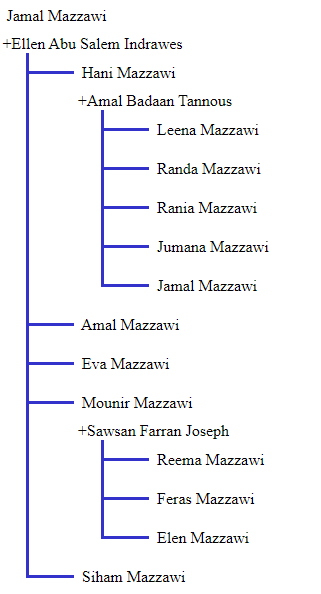 Jamal Mazzawi
+Ellen Abu Salem Indrawes
Hani Mazzawi
+Amal Badaan Tannous
Leena Mazzawi
Randa Mazzawi
Rania Mazzawi
Jumana Mazzawi
Jamal Mazzawi
Amal Mazzawi
Eva Mazzawi
Mounir Mazzawi
+Sawsan Farran Joseph
Reema Mazzawi
Feras Mazzawi
Elen Mazzawi
Siham Mazzawi